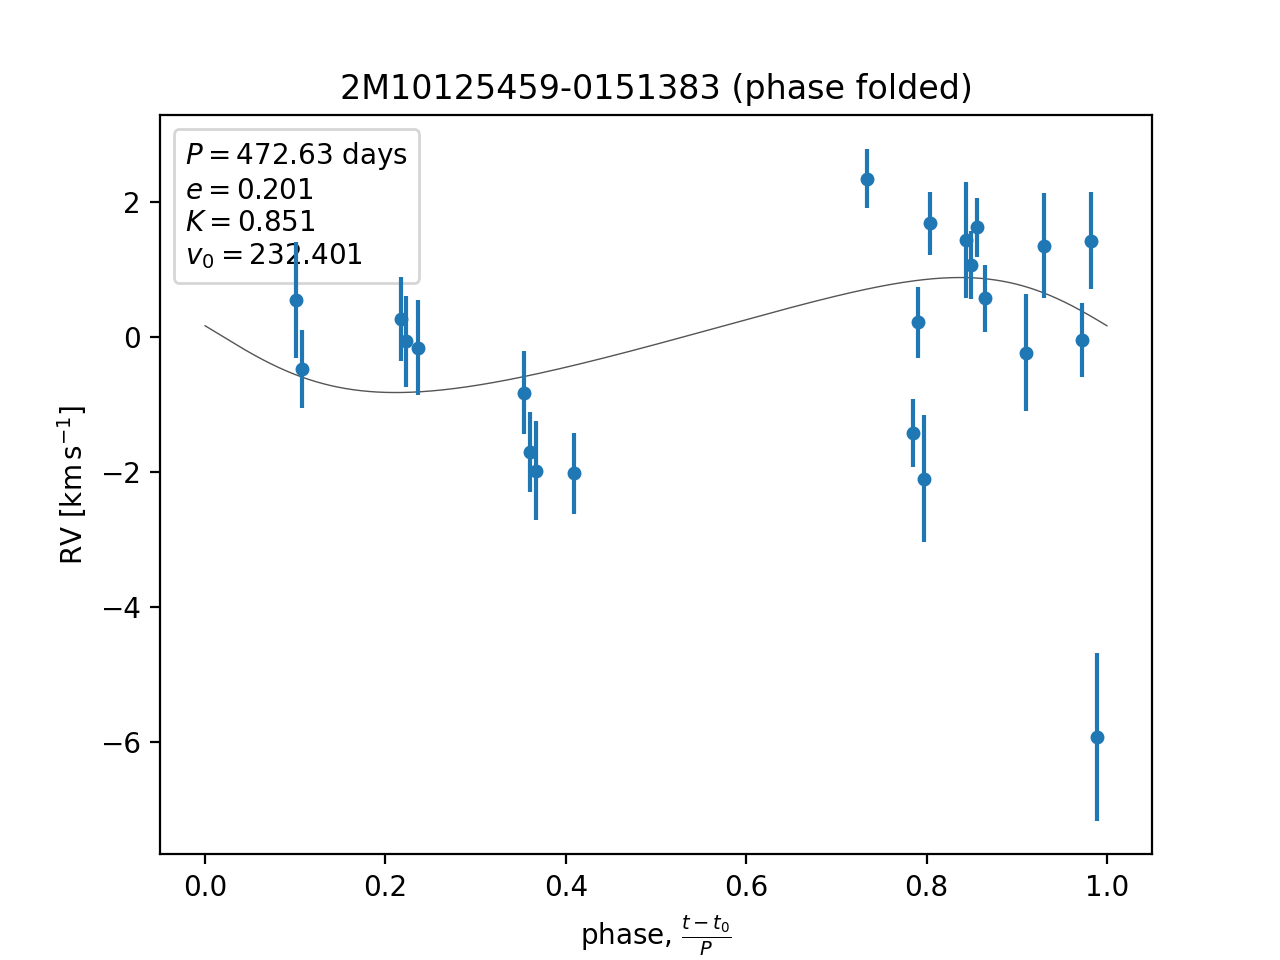 2M10125459-0151383 (phase folded)
P = 472.63 days
e = 0.201
K = 0.851
v₀ = 232.401
2
0
−2
−4
−6
RV [km s⁻¹]
0.0 0.2 0.4 0.6 0.8 1.0
phase, (t − t₀)/P